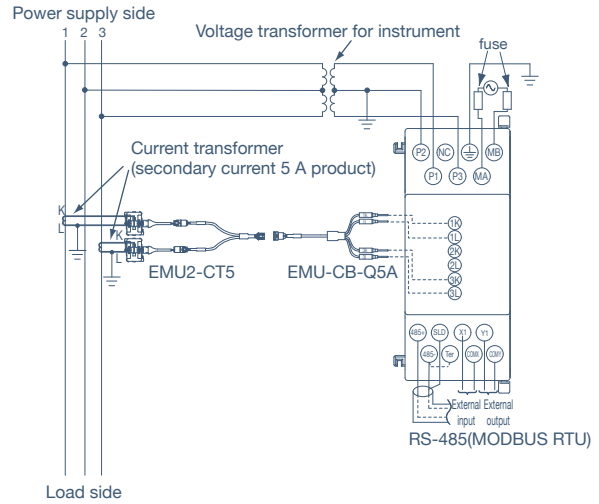 Power supply side
1 2 3
Voltage transformer for instrument
fuse
P2 NC MB
P1 P3 MA
Current transformer
(secondary current 5 A product)
K
L
K
L
EMU2-CT5
EMU-CB-Q5A
1K
1L
2K
2L
3K
3L
485+ SLD X1 Y1
485- Ter COMX COMY
External External
input output
RS-485(MODBUS RTU)
Load side